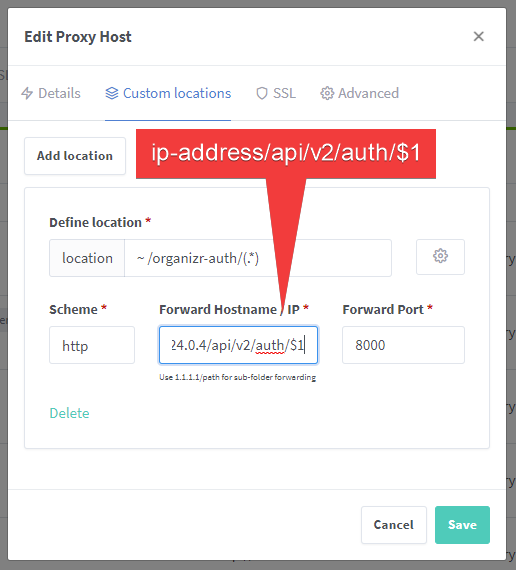 Edit Proxy Host
Details Custom locations SSL Advanced
Add location
ip-address/api/v2/auth/$1
Define location *
location ~ /organizr-auth/(.*)
Scheme * Forward Hostname / IP * Forward Port *
http 24.0.4/api/v2/auth/$1 8000
Use 1.1.1.1/path for sub-folder forwarding
Delete
Cancel Save